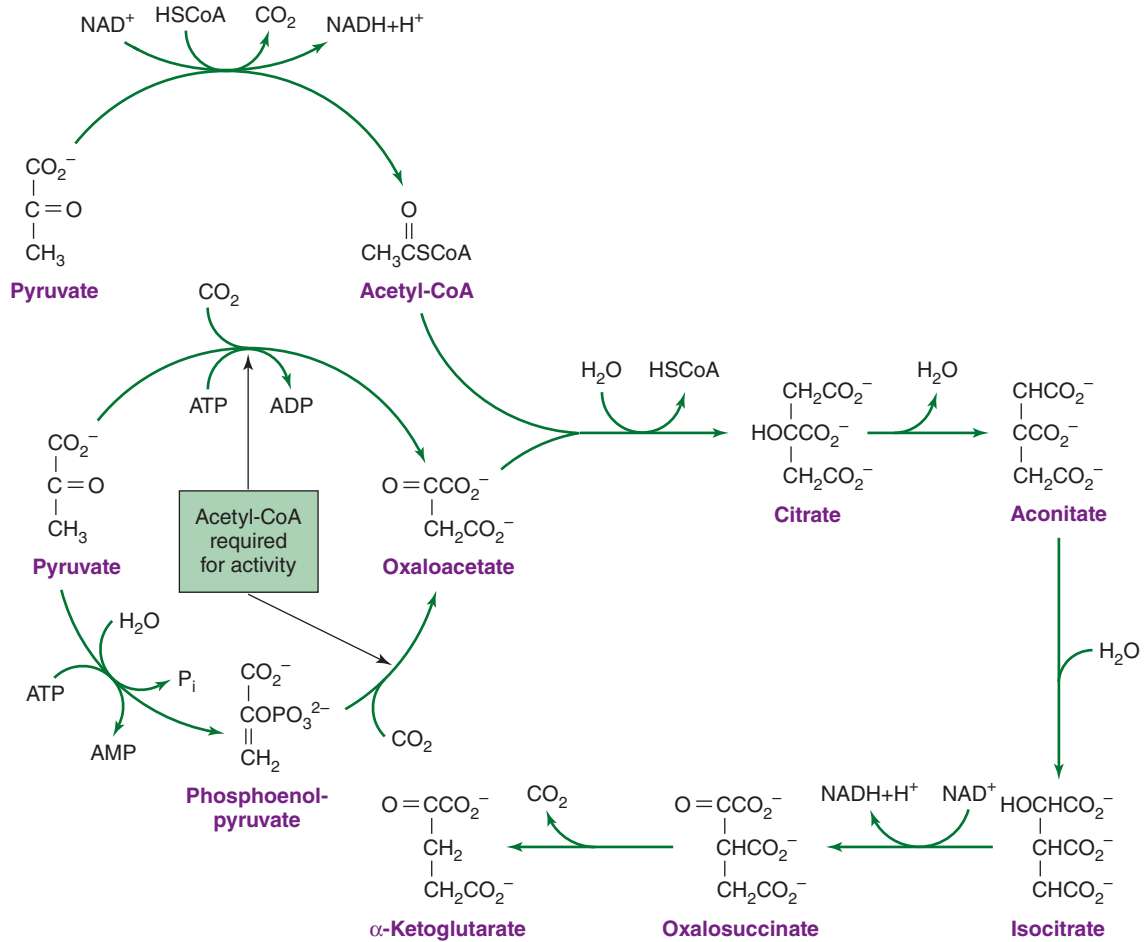 NAD⁺ HSCoA CO₂ NADH+H⁺
CO₂⁻
C=O
CH₃
Pyruvate
O
CH₃CSCoA
Acetyl-CoA
CO₂
ATP ADP
CO₂⁻
C=O
CH₃
Pyruvate
Acetyl-CoA
required
for activity
O=CCO₂⁻
CH₂CO₂⁻
Oxaloacetate
H₂O HSCoA
CH₂CO₂⁻
HOCCO₂⁻
CH₂CO₂⁻
Citrate
H₂O
CHCO₂⁻
CCO₂⁻
CH₂CO₂⁻
Aconitate
H₂O
ATP
Pᵢ
AMP
CO₂⁻
COPO₃²⁻
CH₂
Phosphoenol-
pyruvate
CO₂
H₂O
HOCHCO₂⁻
CHCO₂⁻
CHCO₂⁻
Isocitrate
NADH+H⁺ NAD⁺
O=CCO₂⁻
CHCO₂⁻
CH₂CO₂⁻
Oxalosuccinate
CO₂
O=CCO₂⁻
CH₂
CH₂CO₂⁻
α-Ketoglutarate